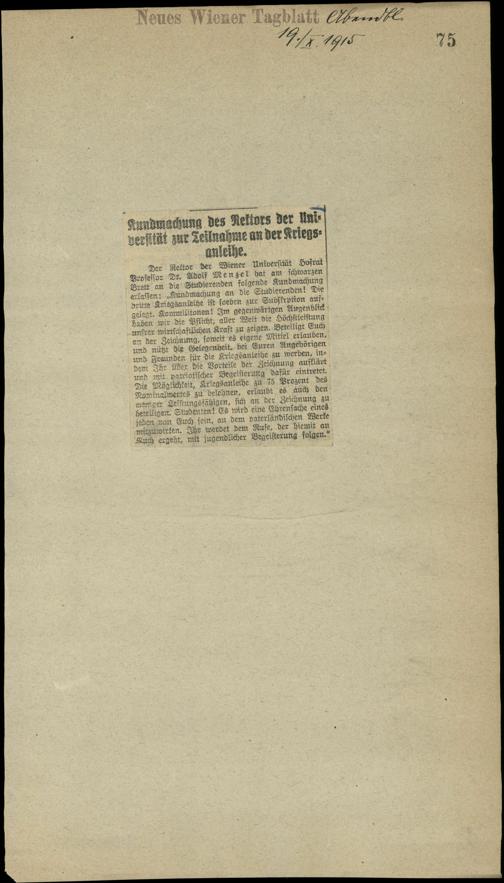 Neues Wiener Tagblatt Abendbl.
19./X. 1915
75
Kundmachung des Rektors der Uni-
versität zur Teilnahme an der Kriegs-
anleihe.
Der Rektor der Wiener Universität Hofrat
Professor Dr. Adolf Menzel hat am schwarzen
Brett an die Studierenden folgende Kundmachung
erlassen: „Kundmachung an die Studierenden! Die
dritte Kriegsanleihe ist soeben zur Subskription auf-
gelegt. Kommilitonen! Im gegenwärtigen Augenblick
haben wir die Pflicht, aller Welt die Höchstleistung
unsrer wirtschaftlichen Kraft zu zeigen. Beteiligt Euch
an der Zeichnung, soweit es eigene Mittel erlauben,
und nützt die Gelegenheit, bei Euren Angehörigen
und Freunden für die Kriegsanleihe zu werben, in-
dem Ihr über die Vorteile der Zeichnung aufklärt
und mit patriotischer Begeisterung dafür eintretet.
Die Möglichkeit, Kriegsanleihe zu 75 Prozent des
Nominalwertes zu belehnen, erlaubt es auch den
weniger Leistungsfähigen, sich an der Zeichnung zu
beteiligen. Studenten! Es wird eine Ehrensache eines
jeden von Euch sein, an dem vaterländischen Werke
mitzuwirken. Ihr werdet dem Rufe, der hiemit an
Euch ergeht, mit jugendlicher Begeisterung folgen."